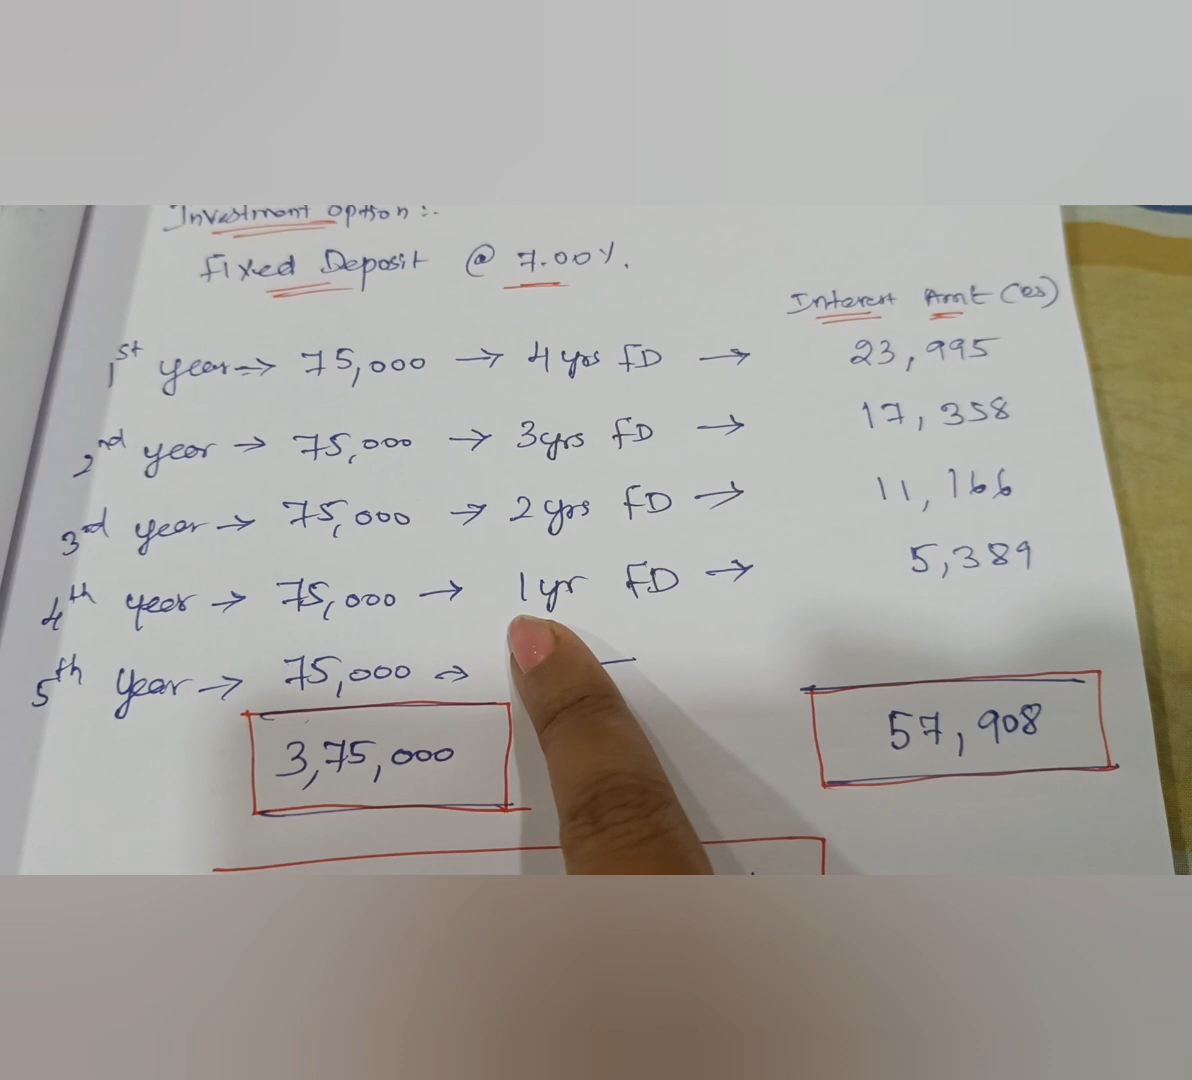 Investment option :-
Fixed Deposit @ 7.00%.
Interest Amt (Rs)
1st year → 75,000 → 4 yrs FD → 23,995
2nd year → 75,000 → 3yrs FD → 17,358
3rd year → 75,000 → 2 yrs FD → 11,166
4th year → 75,000 → 1 yr FD → 5,389
5th year → 75,000 → —
3,75,000 57,908